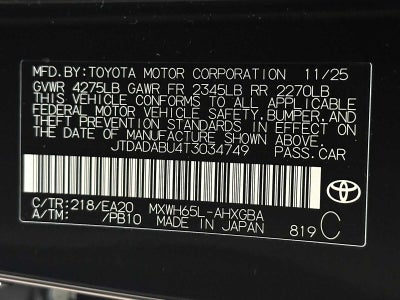 MFD.BY:TOYOTA MOTOR CORPORATION 11/25
GVWR 4275LB GAWR FR 2345LB RR 2270LB
THIS VEHICLE CONFORMS TO ALL APPLICABLE
FEDERAL MOTOR VEHICLE SAFETY,BUMPER,AND
THEFT PREVENTION STANDARDS IN EFFECT ON
THE DATE OF MANUFACTURE SHOWN ABOVE.
JTDADABU4T3034749 PASS.CAR
TOYOTA
C/TR:218/EA20 MXWH65L-AHXGBA
A/TM: /PB10 MADE IN JAPAN 819 C